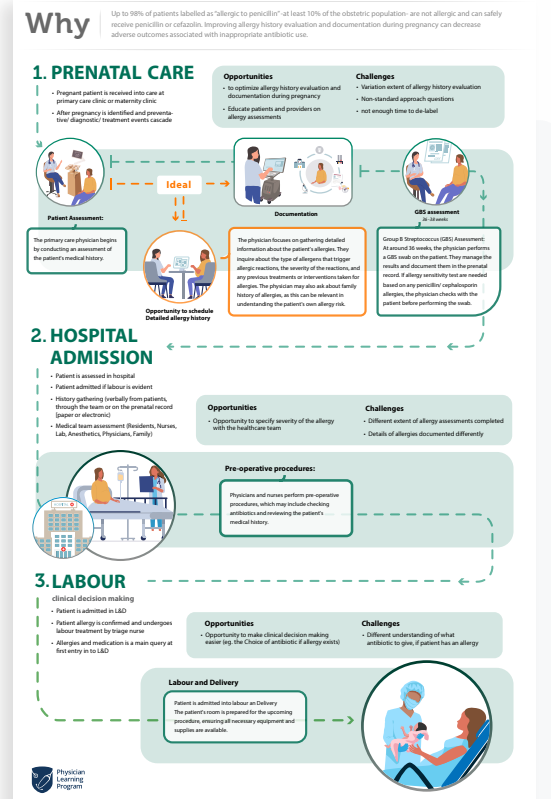 Why
Up to 98% of patients labelled as "allergic to penicillin" -at least 10% of the obstetric population- are not allergic and can safely
receive penicillin or cefazolin. Improving allergy history evaluation and documentation during pregnancy can decrease
adverse outcomes associated with inappropriate antibiotic use.
1. PRENATAL CARE
• Pregnant patient is received into care at
primary care clinic or maternity clinic
• After pregnancy is identified and preventa-
tive/ diagnostic/ treatment events cascade
Opportunities
• to optimize allergy history evaluation and
documentation during pregnancy
• Educate patients and providers on
allergy assessments
Challenges
• Variation extent of allergy history evaluation
• Non-standard approach questions
• not enough time to de-label
Ideal
Patient Assessment:
The primary care physician begins
by conducting an assessment of
the patient's medical history.
Opportunity to schedule
Detailed allergy history
Documentation
The physician focuses on gathering detailed
information about the patient's allergies. They
inquire about the type of allergens that trigger
allergic reactions, the severity of the reactions, and
any previous treatments or interventions taken for
allergies. The physician may also ask about family
history of allergies, as this can be relevant in
understanding the patient's own allergy risk.
GBS assessment
36 -38 weeks
Group B Streptococcus (GBS) Assessment:
At around 36 weeks, the physician performs
a GBS swab on the patient. They manage the
results and document them in the prenatal
record. If allergy sensitivity test are needed
based on any penicillin/ cephalosporin
allergies, the physician checks with the
patient before performing the swab.
2. HOSPITAL
ADMISSION
• Patient is assessed in hospital
• Patient admitted if labour is evident
• History gathering (verbally from patients,
through the team or on the prenatal record
(paper or electronic)
• Medical team assessment (Residents, Nurses,
Lab, Anesthetics, Physicians, Family)
Opportunities
• Opportunity to specify severity of the allergy
with the healthcare team
Challenges
• Different extent of allergy assessments completed
• Details of allergies documented differently
HOSPITAL
Pre-operative procedures:
Physicians and nurses perform pre-operative
procedures, which may include checking
antibiotics and reviewing the patient's
medical history.
3. LABOUR
clinical decision making
• Patient is admitted in L&D
• Patient allergy is confirmed and undergoes
labour treatment by triage nurse
• Allergies and medication is a main query at
first entry in to L&D
Opportunities
• Opportunity to make clinical decision making
easier (eg. the Choice of antibiotic if allergy exists)
Challenges
• Different understanding of what
antibiotic to give, if patient has an allergy
Labour and Delivery
Patient is admitted into labour an Delivery
The patient's room is prepared for the upcoming
procedure, ensuring all necessary equipment and
supplies are available.
Physician
Learning
Program